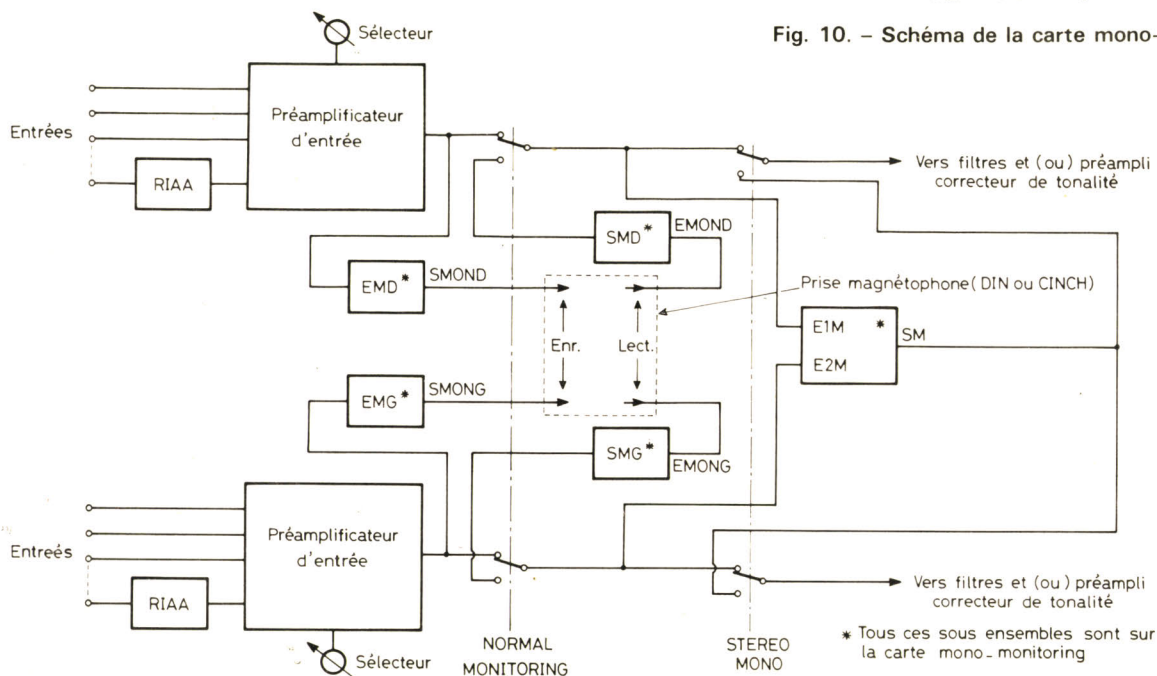 Fig. 10. – Schéma de la carte mono-
Sélecteur
Entrées
Préamplificateur
d'entrée
RIAA
Vers filtres et (ou) préampli
correcteur de tonalité
SMD * EMOND
EMD * SMOND
Prise magnétophone (DIN ou CINCH)
E1M * SM
E2M
Enr. Lect.
EMG * SMONG
SMG * EMONG
Entreés
Préamplificateur
d'entrée
RIAA
Vers filtres et (ou) préampli
correcteur de tonalité
Sélecteur
NORMAL
MONITORING
STEREO
MONO
* Tous ces sous ensembles sont sur
la carte mono-monitoring